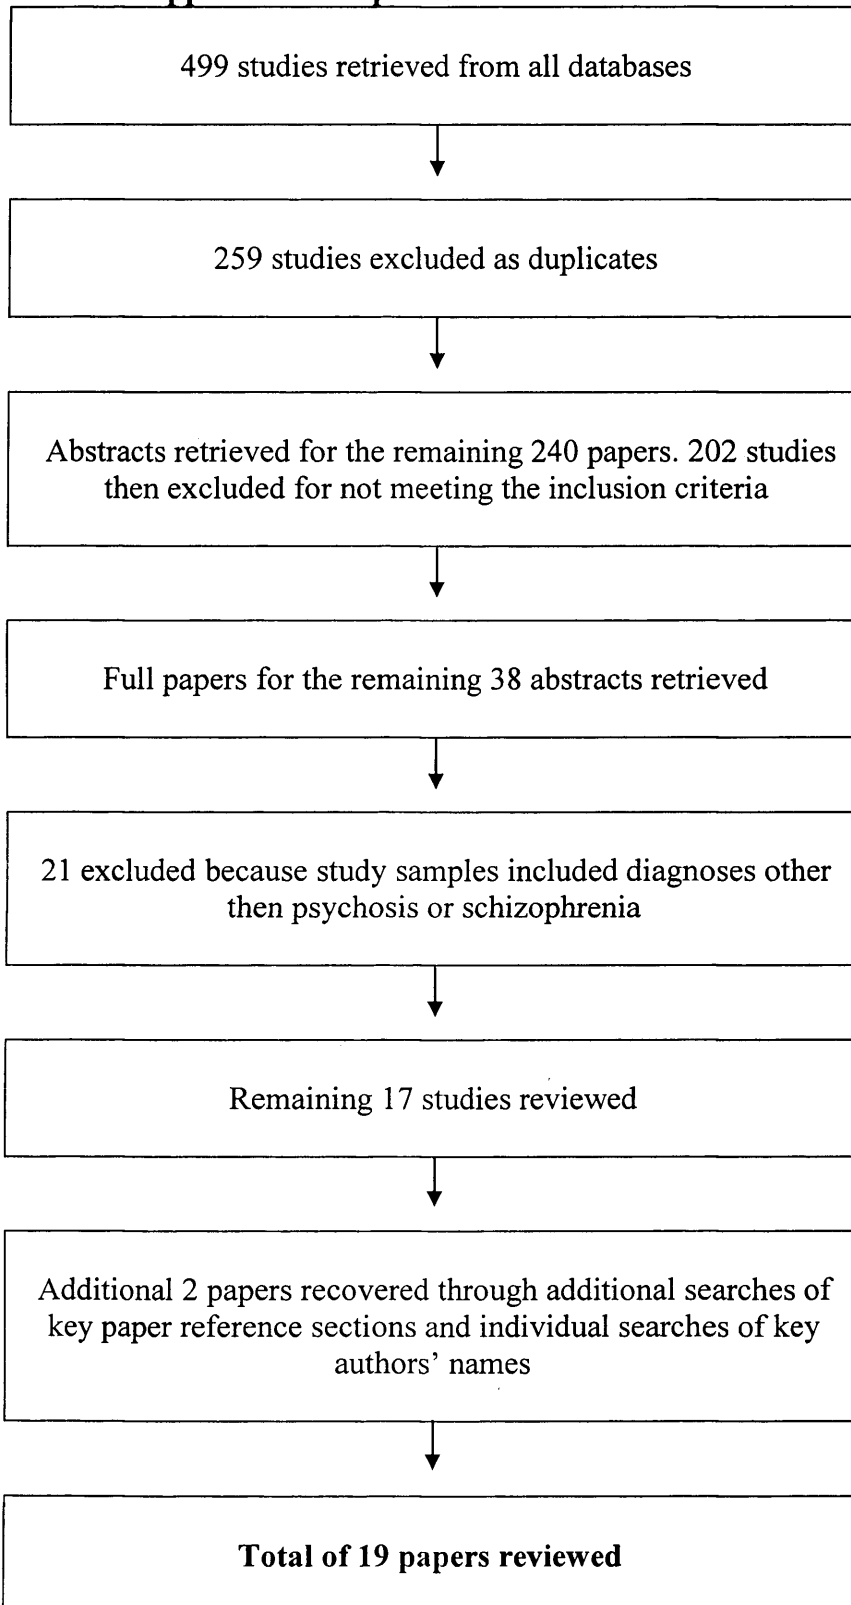 499 studies retrieved from all databases
259 studies excluded as duplicates
Abstracts retrieved for the remaining 240 papers. 202 studies
then excluded for not meeting the inclusion criteria
Full papers for the remaining 38 abstracts retrieved
21 excluded because study samples included diagnoses other
then psychosis or schizophrenia
Remaining 17 studies reviewed
Additional 2 papers recovered through additional searches of
key paper reference sections and individual searches of key
authors’ names
Total of 19 papers reviewed